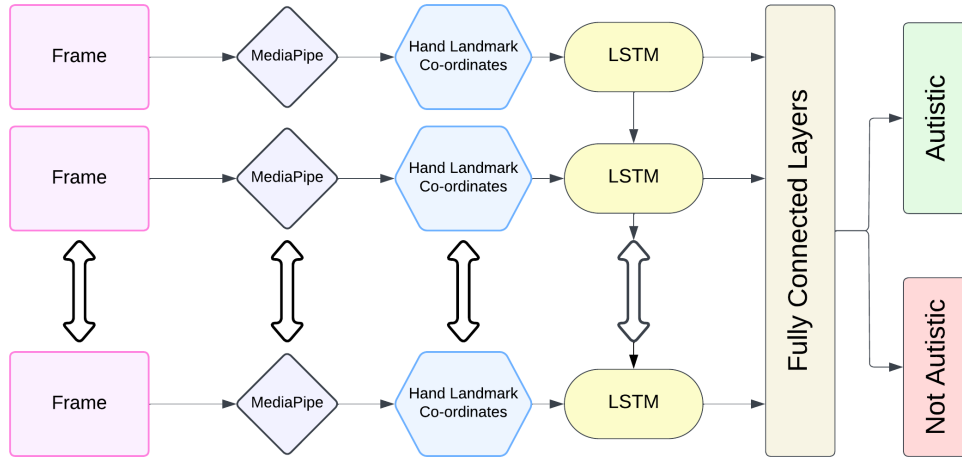 Frame
MediaPipe
Hand Landmark
Co-ordinates
LSTM
Frame
MediaPipe
Hand Landmark
Co-ordinates
LSTM
Frame
MediaPipe
Hand Landmark
Co-ordinates
LSTM
Fully Connected Layers
Autistic
Not Autistic